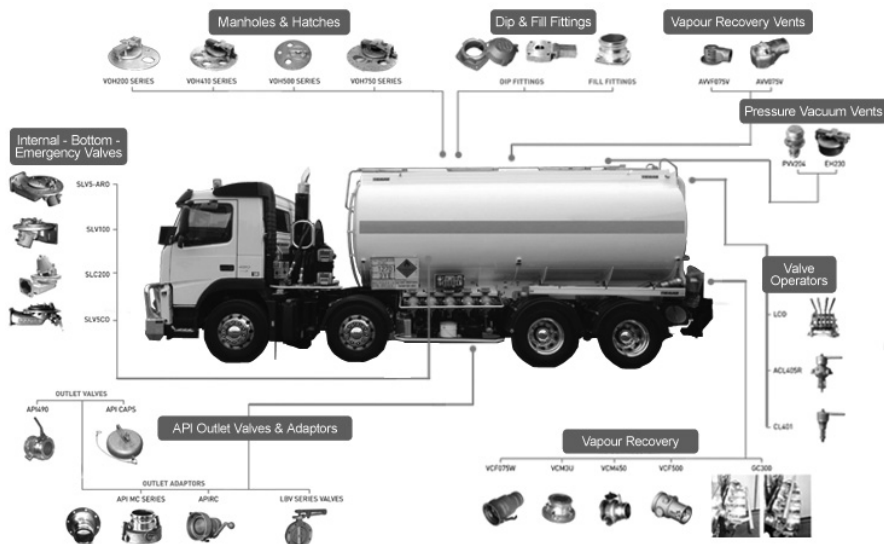 Manholes & Hatches
VOH200 SERIES
VOH410 SERIES
VOH500 SERIES
VOH750 SERIES
Dip & Fill Fittings
DIP FITTINGS
FILL FITTINGS
Vapour Recovery Vents
AVVF075V
AVV075V
Pressure Vacuum Vents
PVV204
EH230
Internal - Bottom -
Emergency Valves
SLV5-ARO
SLV100
SLC200
SLV5CO
Valve
Operators
LCO
ACL405R
CL401
OUTLET VALVES
API490
API CAPS
API Outlet Valves & Adaptors
OUTLET ADAPTORS
API MC SERIES
APIRC
LBV SERIES VALVES
Vapour Recovery
VCF075W
VCM3U
VCM450
VCF500
GC300